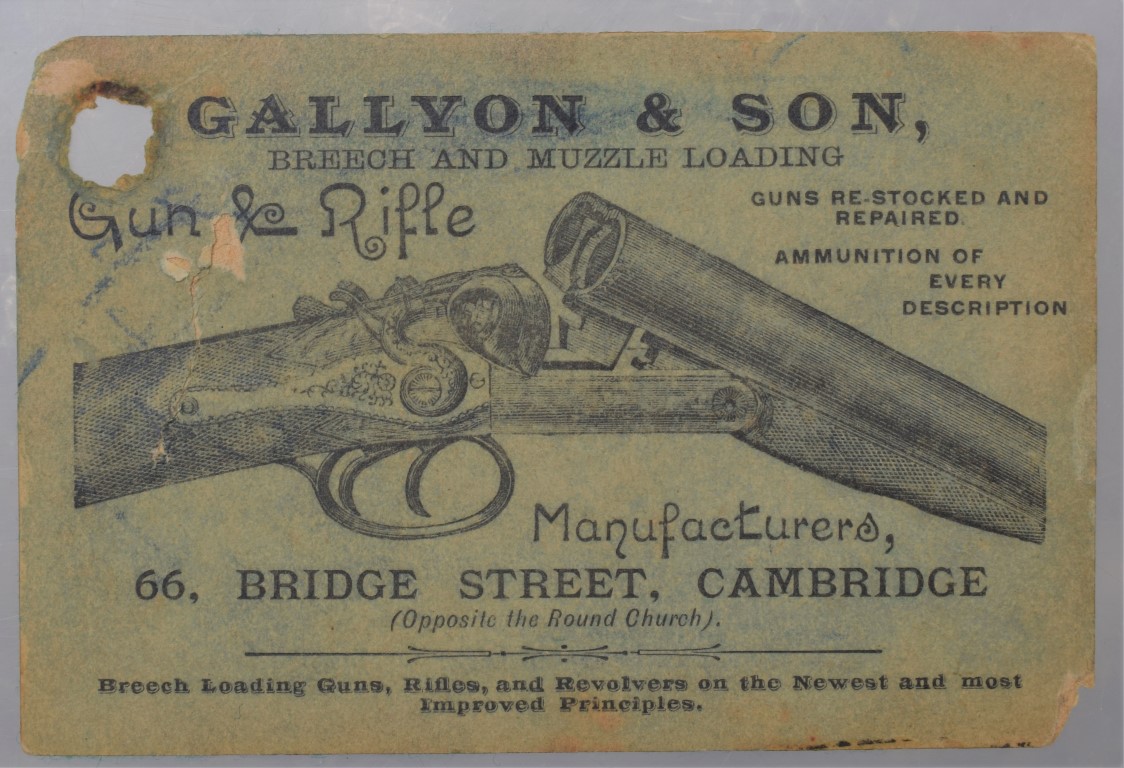 GALLYON & SON,
BREECH AND MUZZLE LOADING
Gun & Rifle
GUNS RE-STOCKED AND
REPAIRED.
AMMUNITION OF
EVERY
DESCRIPTION
Manufacturers,
66, BRIDGE STREET, CAMBRIDGE
(Opposite the Round Church).
Breech Loading Guns, Rifles, and Revolvers on the Newest and most
Improved Principles.